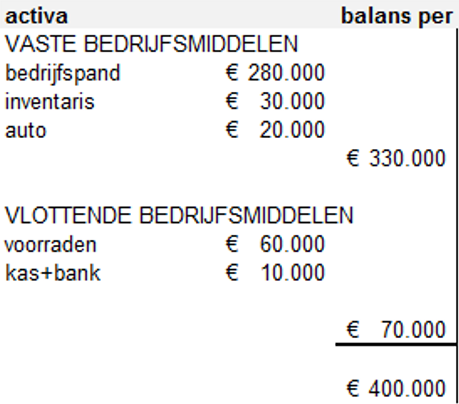 activa balans per
VASTE BEDRIJFSMIDDELEN
bedrijfspand € 280.000
inventaris € 30.000
auto € 20.000
€ 330.000
VLOTTENDE BEDRIJFSMIDDELEN
voorraden € 60.000
kas+bank € 10.000
€ 70.000
€ 400.000